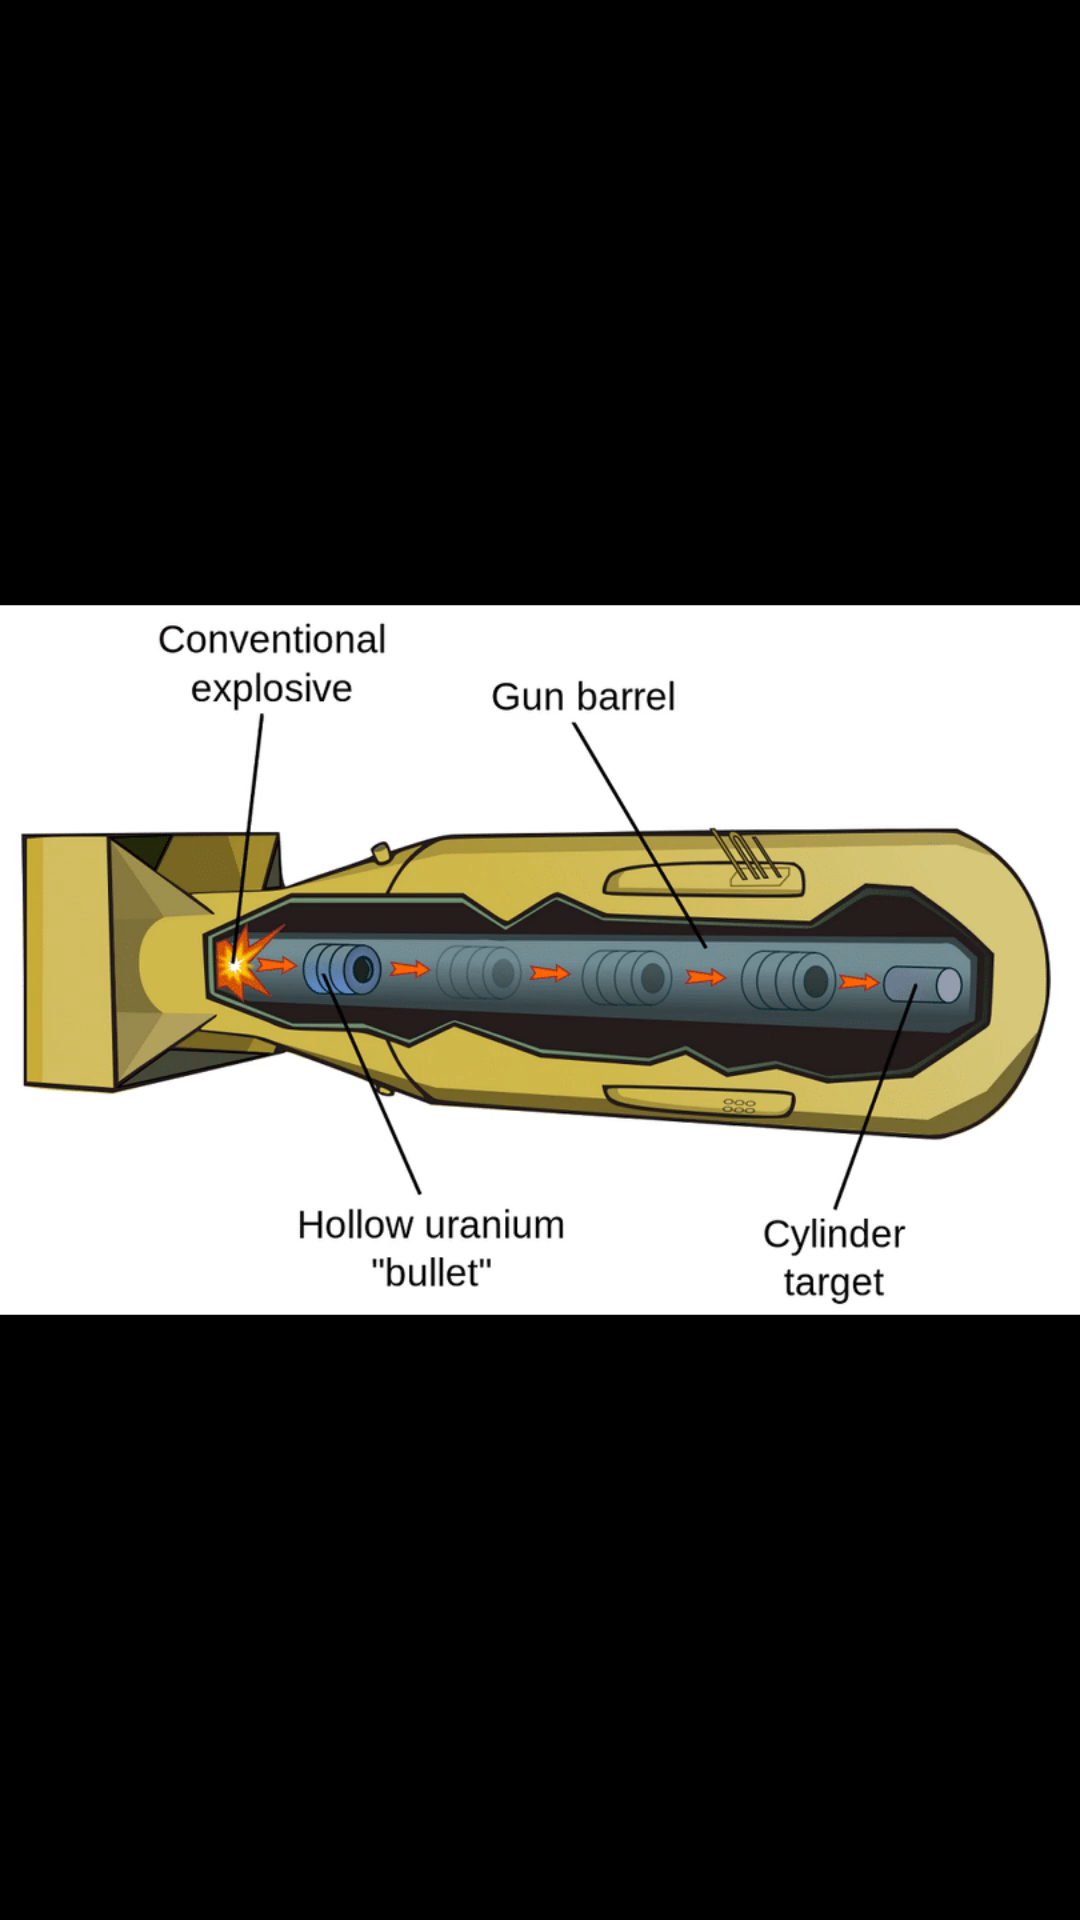 Conventional
explosive
Gun barrel
Hollow uranium
"bullet"
Cylinder
target